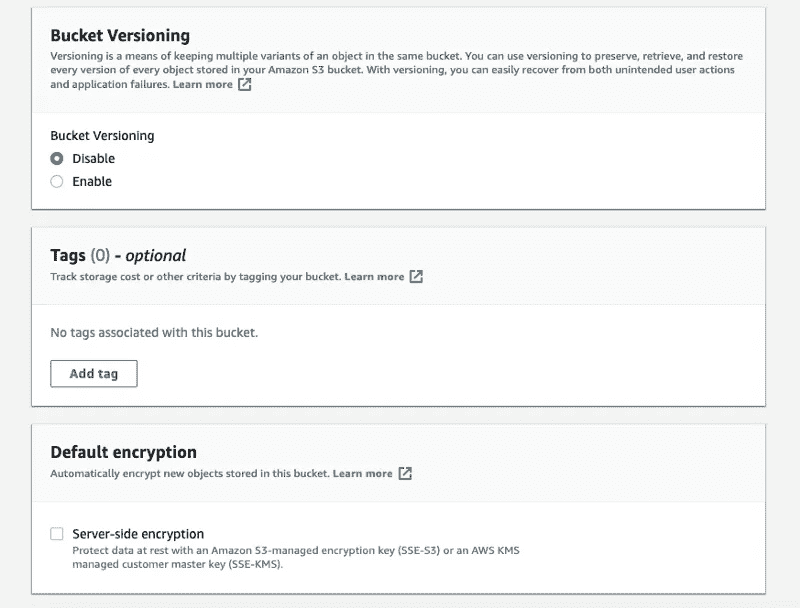 Bucket Versioning
Versioning is a means of keeping multiple variants of an object in the same bucket. You can use versioning to preserve, retrieve, and restore
every version of every object stored in your Amazon S3 bucket. With versioning, you can easily recover from both unintended user actions
and application failures. Learn more
Bucket Versioning
Disable
Enable
Tags (0) - optional
Track storage cost or other criteria by tagging your bucket. Learn more
No tags associated with this bucket.
Add tag
Default encryption
Automatically encrypt new objects stored in this bucket. Learn more
Server-side encryption
Protect data at rest with an Amazon S3-managed encryption key (SSE-S3) or an AWS KMS
managed customer master key (SSE-KMS).